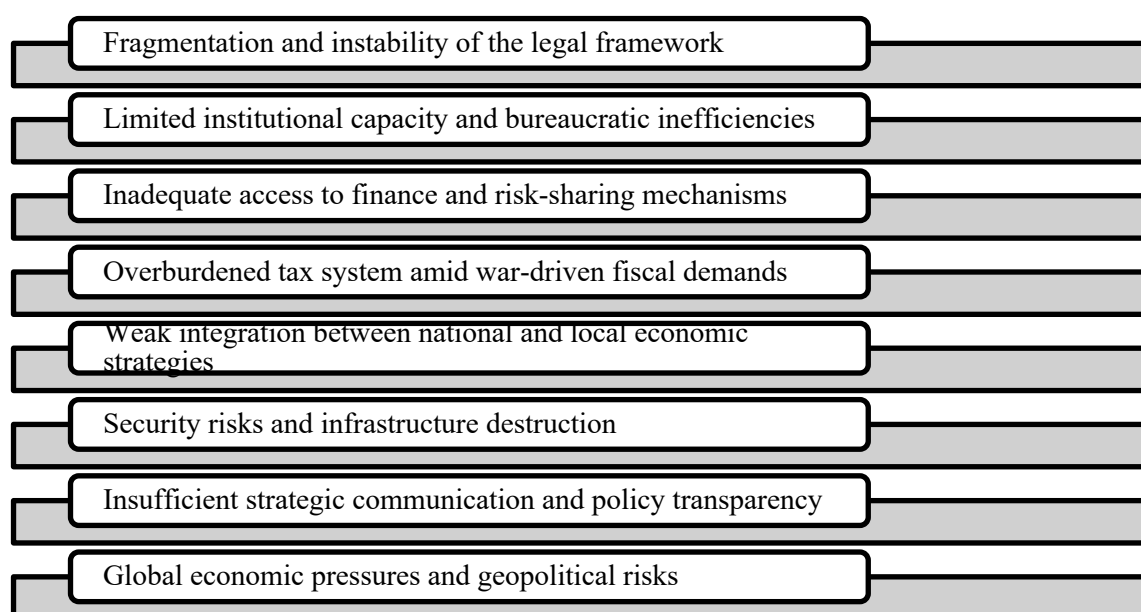 Fragmentation and instability of the legal framework
Limited institutional capacity and bureaucratic inefficiencies
Inadequate access to finance and risk-sharing mechanisms
Overburdened tax system amid war-driven fiscal demands
Weak integration between national and local economic
strategies
Security risks and infrastructure destruction
Insufficient strategic communication and policy transparency
Global economic pressures and geopolitical risks